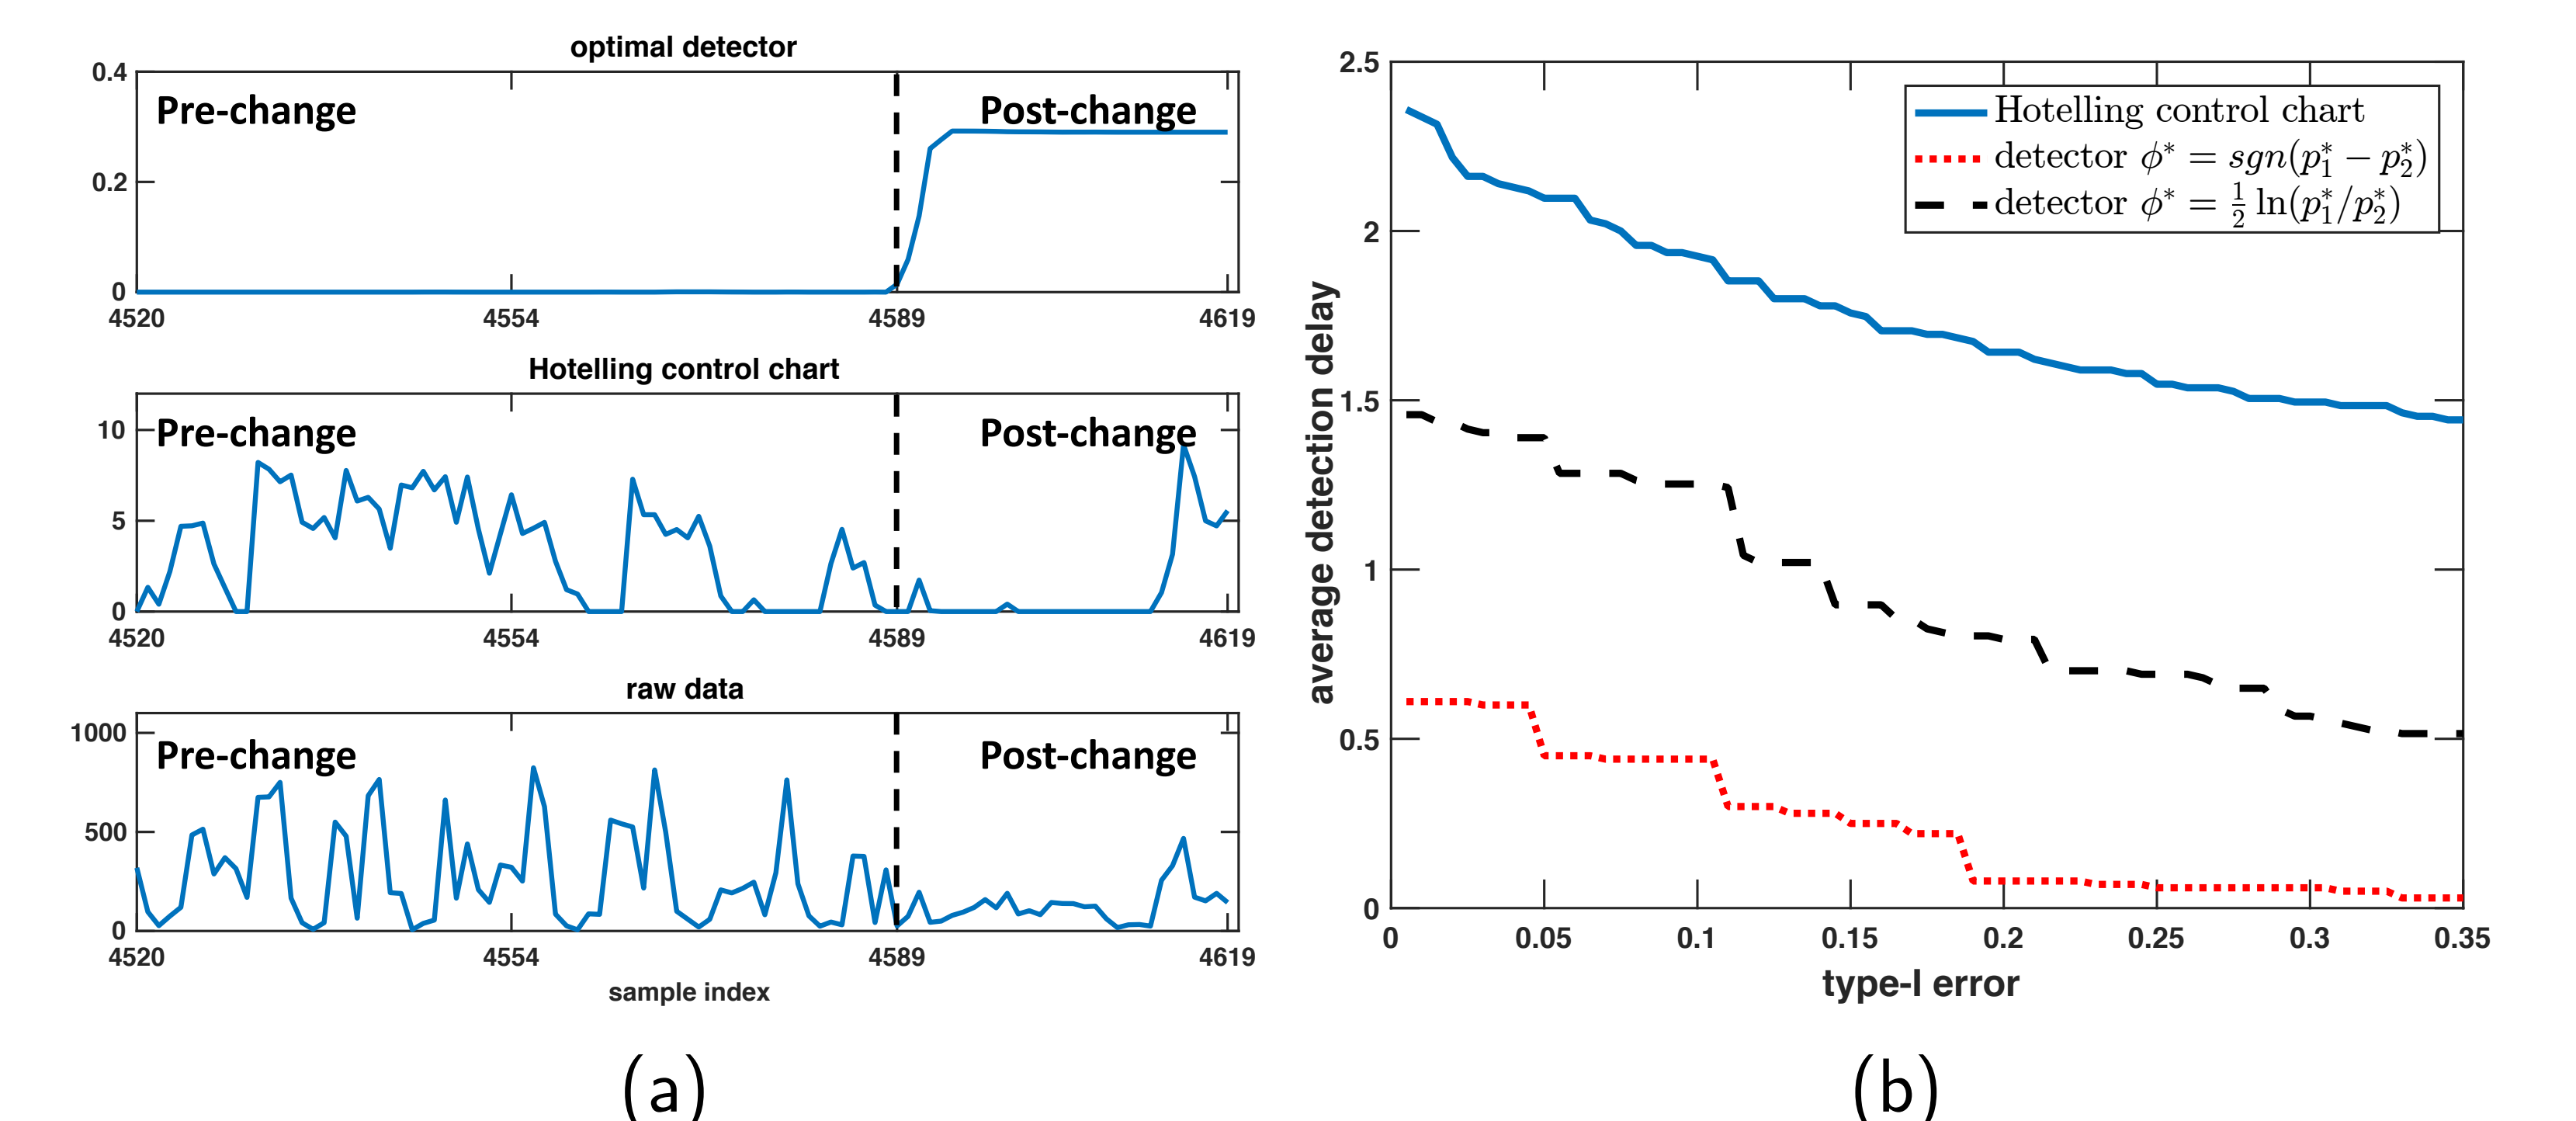 optimal detector
Pre-change
Post-change
0.4
0.2
0
4520
4554
4589
4619
Hotelling control chart
Pre-change
Post-change
10
5
0
4520
4554
4589
4619
raw data
Pre-change
Post-change
1000
500
0
4520
4554
4589
4619
sample index
(a)
2.5
2
1.5
1
0.5
0
average detection delay
Hotelling control chart
detector ϕ* = sgn(p₁* − p₂*)
detector ϕ* = ½ ln(p₁*/p₂*)
0
0.05
0.1
0.15
0.2
0.25
0.3
0.35
type-I error
(b)